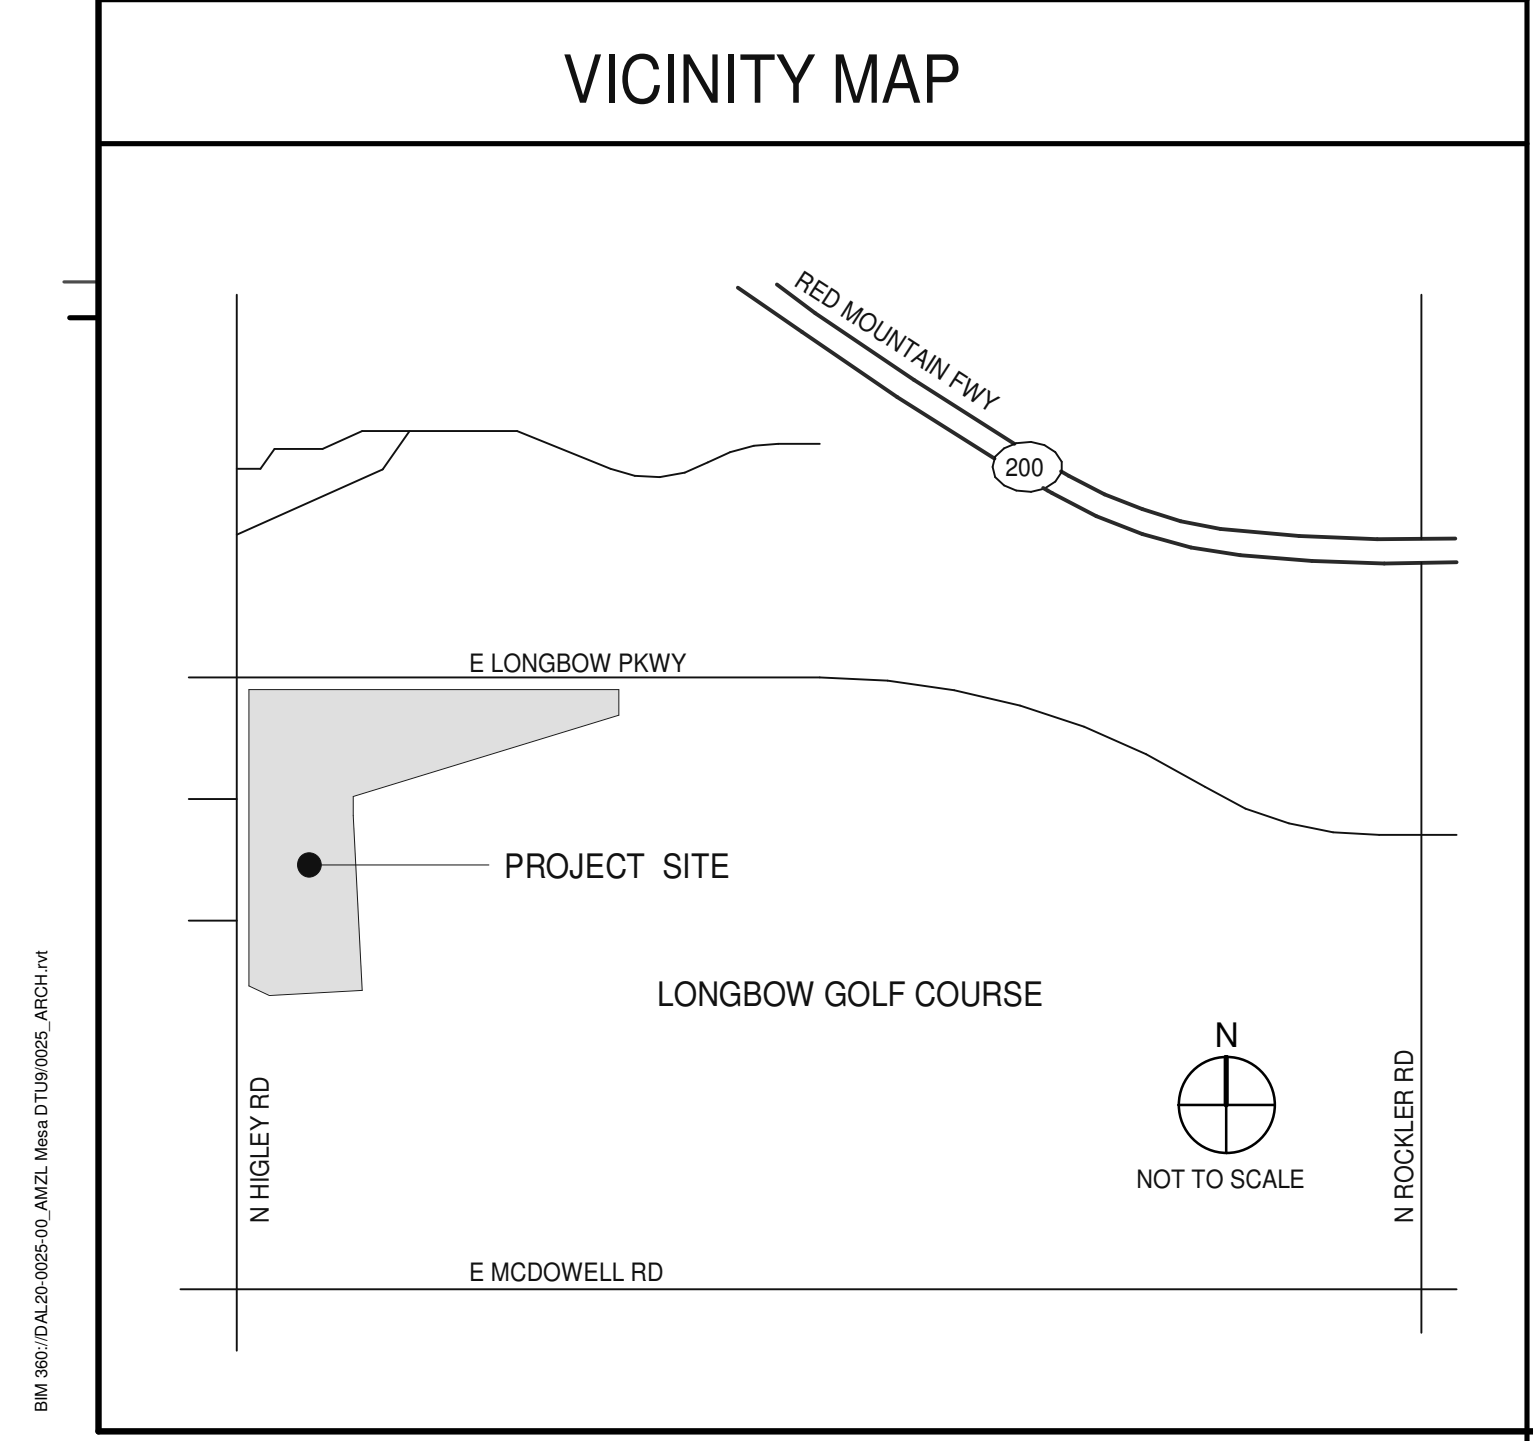 VICINITY MAP
RED MOUNTAIN FWY
200
E LONGBOW PKWY
PROJECT SITE
LONGBOW GOLF COURSE
N
NOT TO SCALE
N HIGLEY RD
N ROCKLER RD
E MCDOWELL RD
BIM 360://DAL20-0025-00_AMZL Mesa DTU9/0025_ARCH.rvt